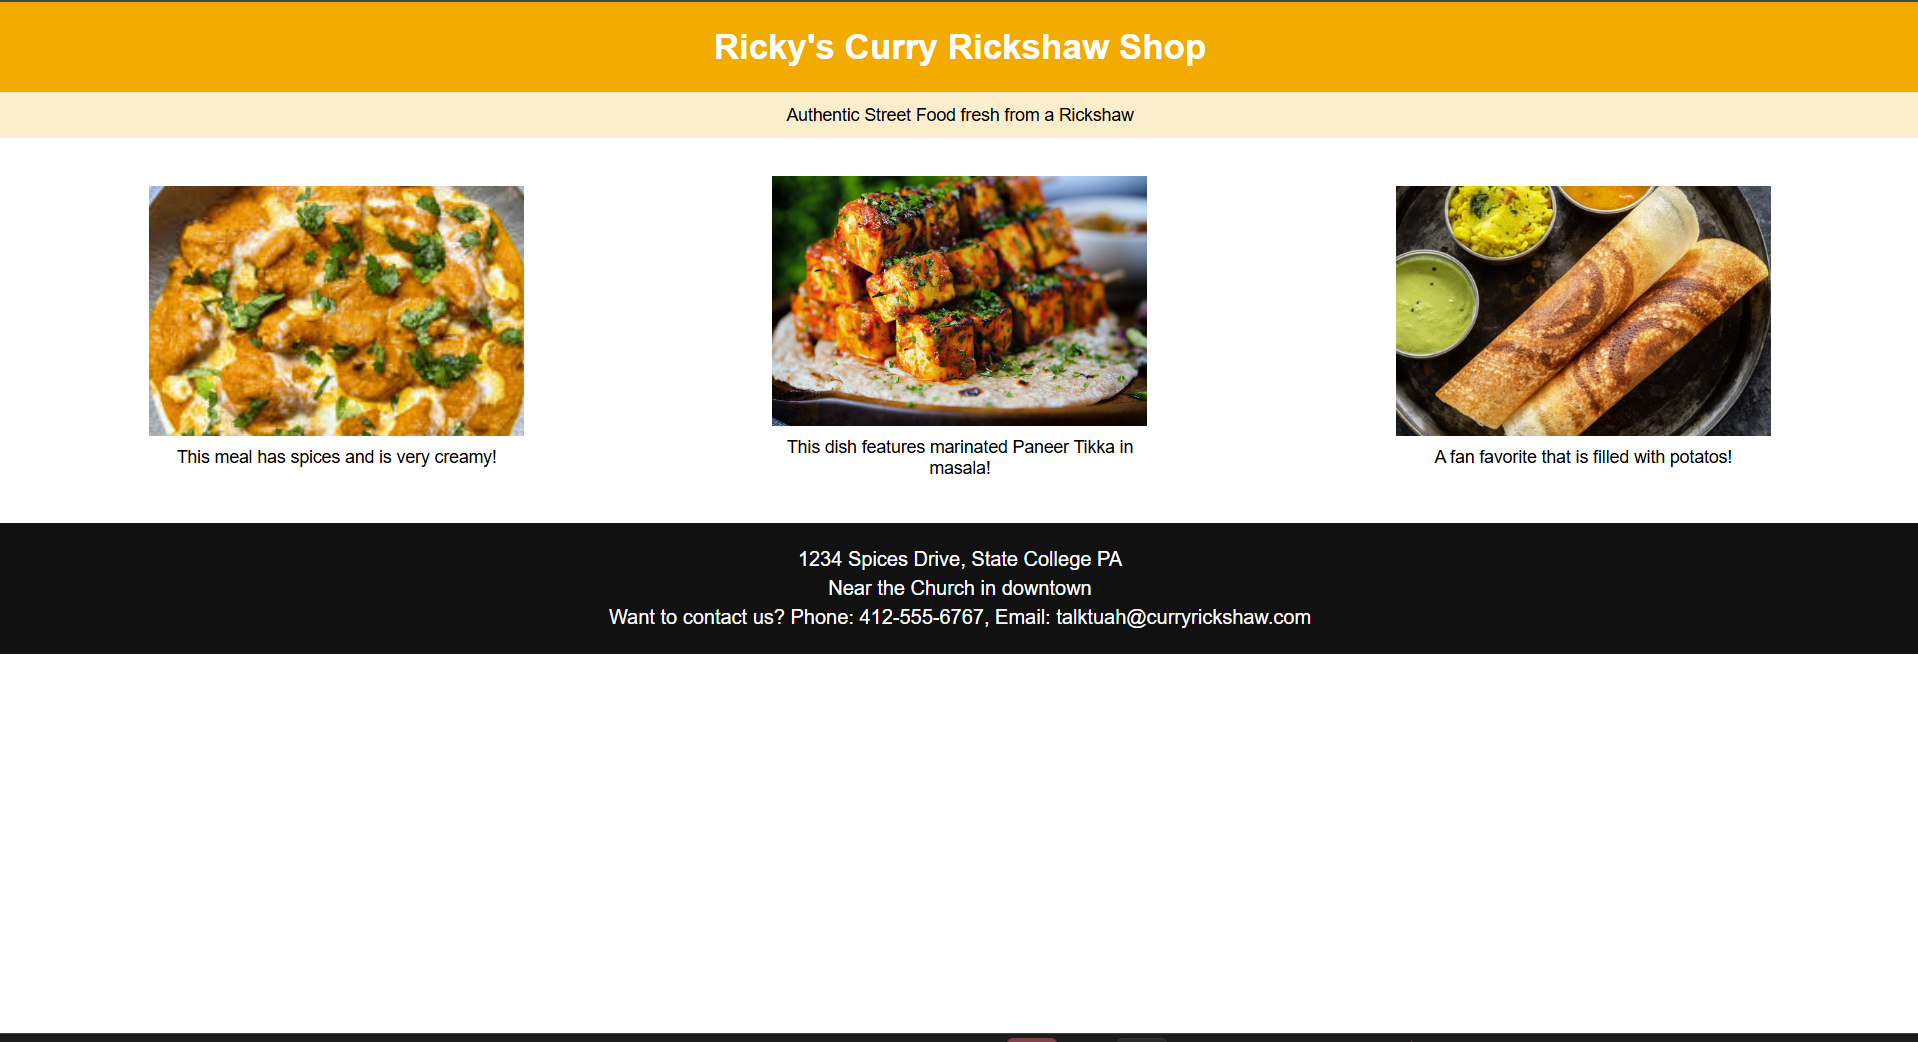 Ricky's Curry Rickshaw Shop
Authentic Street Food fresh from a Rickshaw
This meal has spices and is very creamy!
This dish features marinated Paneer Tikka in
masala!
A fan favorite that is filled with potatos!
1234 Spices Drive, State College PA
Near the Church in downtown
Want to contact us? Phone: 412-555-6767, Email: talktuah@curryrickshaw.com